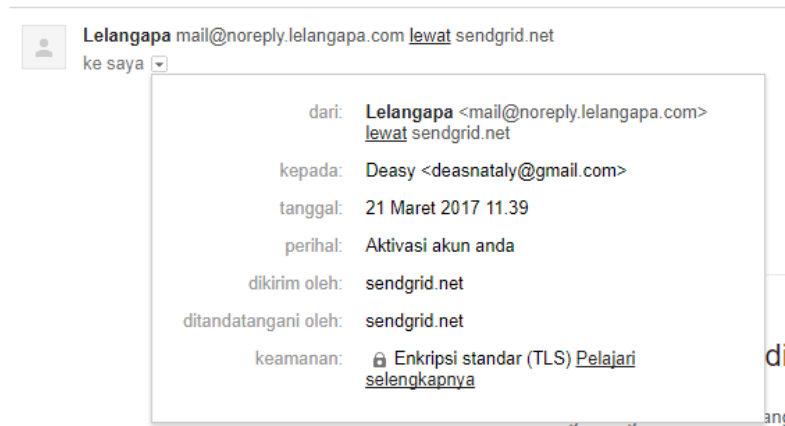 Lelangapa mail@noreply.lelangapa.com lewat sendgrid.net
ke saya
dari: Lelangapa <mail@noreply.lelangapa.com>
lewat sendgrid.net
kepada: Deasy <deasnataly@gmail.com>
tanggal: 21 Maret 2017 11.39
perihal: Aktivasi akun anda
dikirim oleh: sendgrid.net
ditandatangani oleh: sendgrid.net
keamanan: Enkripsi standar (TLS) Pelajari
selengkapnya